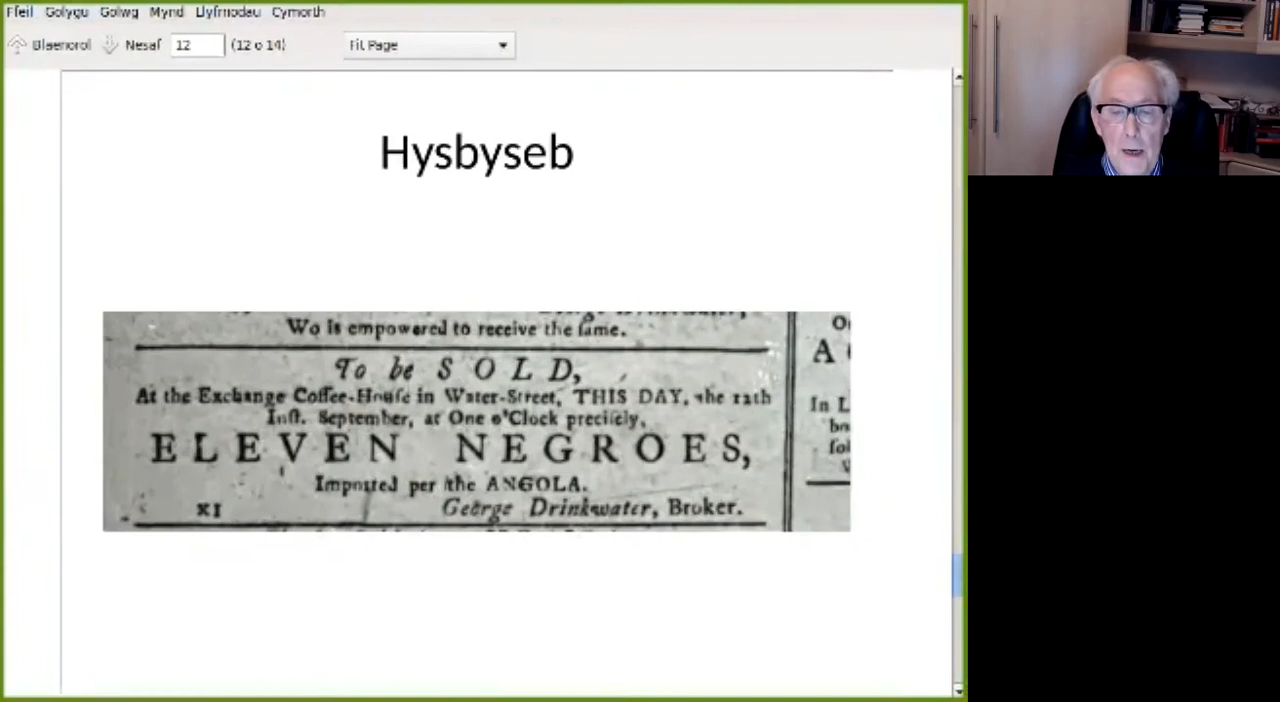 Ffeil Golygu Golwg Mynd Llyfrnodau Cymorth
Blaenorol Nesaf 12 (12 o 14) Fit Page
Hysbyseb
Wo is empowered to receive the ſame.
To be SOLD,
At the Exchange Coffee-Houſe in Water-Street, THIS DAY, the 12th
Inſt. September, at One o'Clock preciſely,
ELEVEN NEGROES,
Imported per the ANGOLA.
XI George Drinkwater, Broker.
A
In L